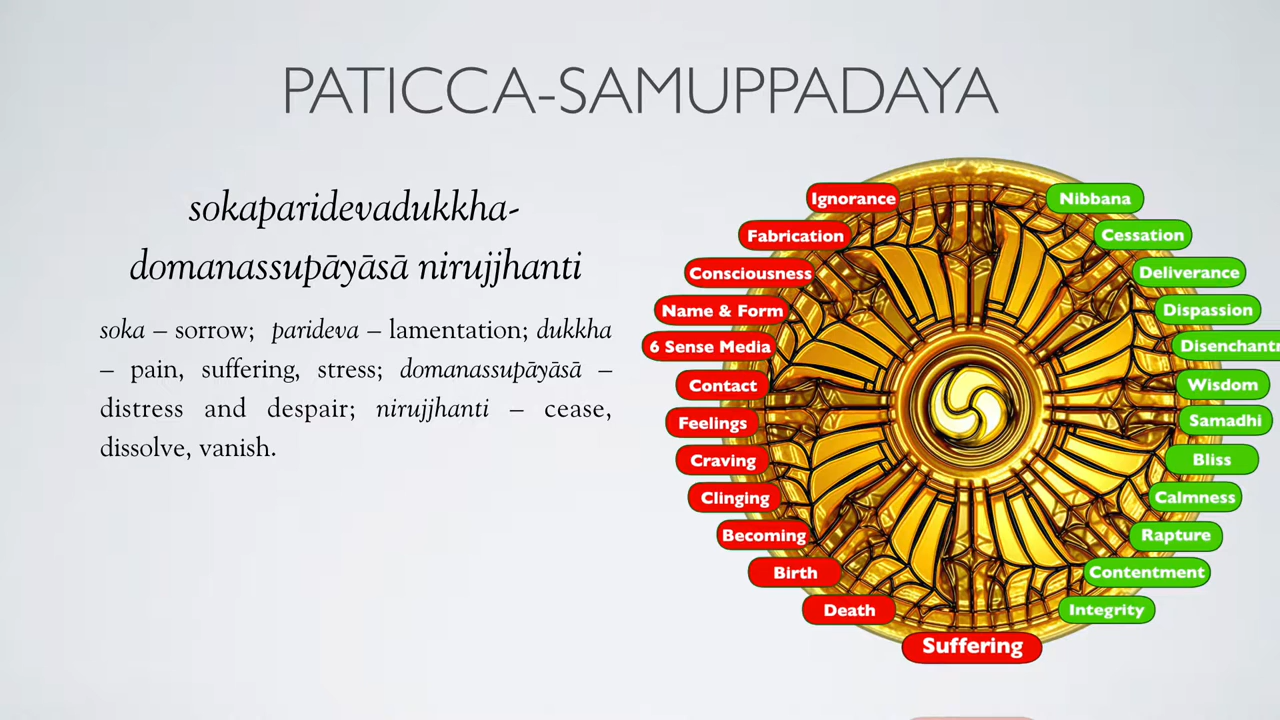 PATICCA-SAMUPPADAYA
sokaparidevadukkha-
domanassupāyāsā nirujjhanti
soka – sorrow; parideva – lamentation; dukkha
– pain, suffering, stress; domanassupāyāsā –
distress and despair; nirujjhanti – cease,
dissolve, vanish.
Ignorance
Fabrication
Consciousness
Name & Form
6 Sense Media
Contact
Feelings
Craving
Clinging
Becoming
Birth
Death
Suffering
Nibbana
Cessation
Deliverance
Dispassion
Disenchant
Wisdom
Samadhi
Bliss
Calmness
Rapture
Contentment
Integrity